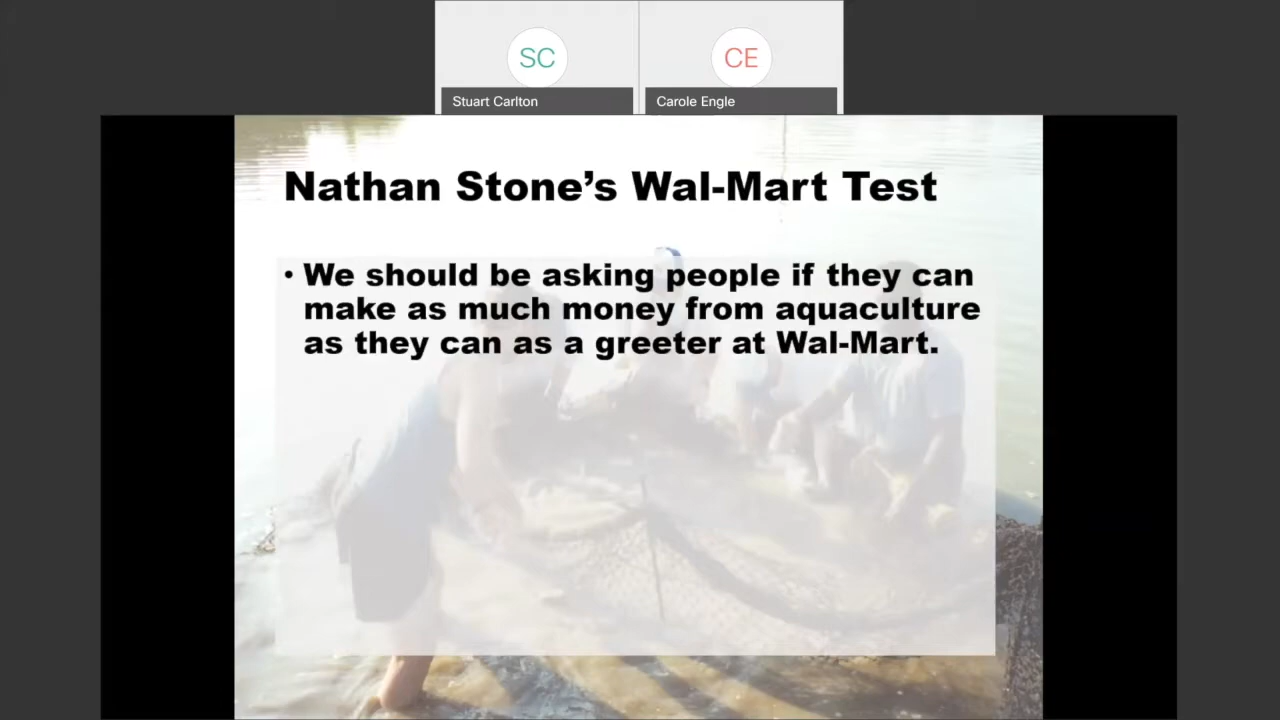 SC
CE
Stuart Carlton
Carole Engle
Nathan Stone’s Wal-Mart Test
• We should be asking people if they can
make as much money from aquaculture
as they can as a greeter at Wal-Mart.